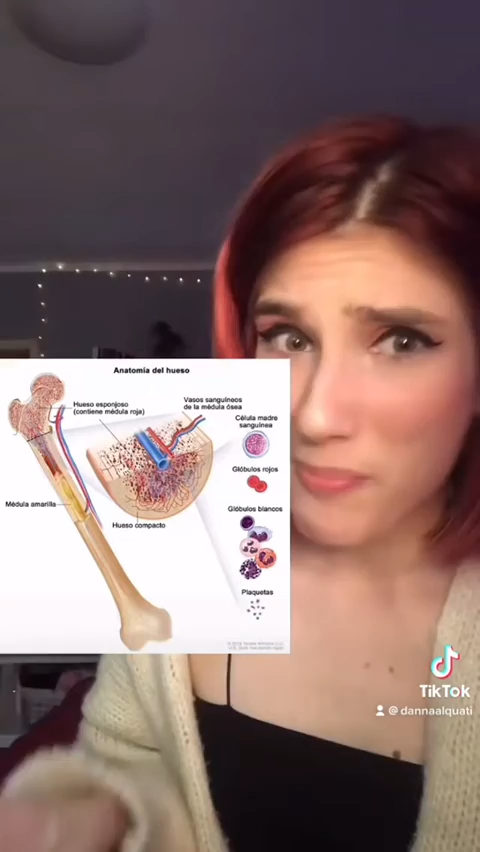 Anatomía del hueso
Hueso esponjoso
(contiene médula roja)
Vasos sanguíneos
de la médula ósea
Célula madre
sanguínea
Glóbulos rojos
Glóbulos blancos
Médula amarilla
Hueso compacto
Plaquetas
TikTok
@dannaalquati